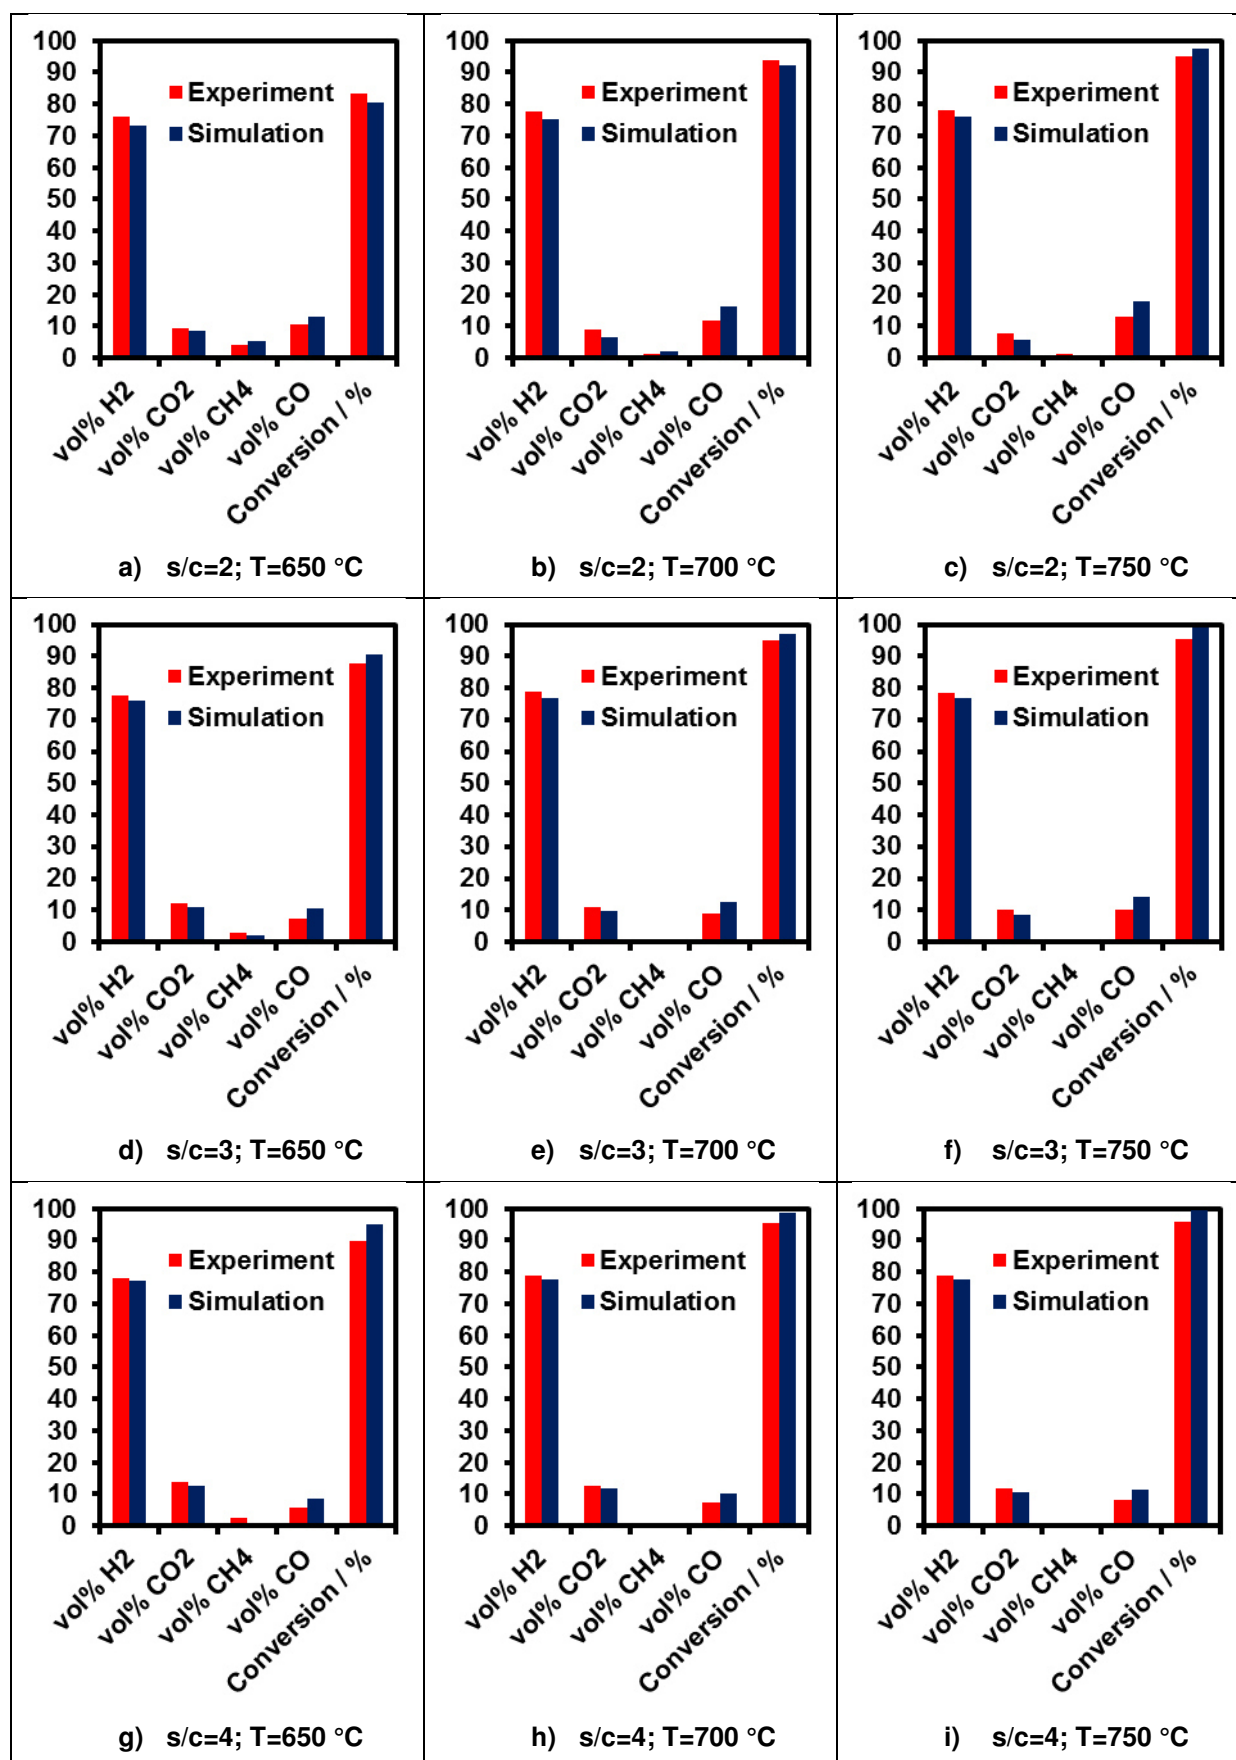 100
90
80
70
60
50
40
30
20
10
0
Experiment
Simulation
vol% H2
vol% CO2
vol% CH4
vol% CO
Conversion / %
a) s/c=2; T=650 °C
100
90
80
70
60
50
40
30
20
10
0
Experiment
Simulation
vol% H2
vol% CO2
vol% CH4
vol% CO
Conversion / %
b) s/c=2; T=700 °C
100
90
80
70
60
50
40
30
20
10
0
Experiment
Simulation
vol% H2
vol% CO2
vol% CH4
vol% CO
Conversion / %
c) s/c=2; T=750 °C
100
90
80
70
60
50
40
30
20
10
0
Experiment
Simulation
vol% H2
vol% CO2
vol% CH4
vol% CO
Conversion / %
d) s/c=3; T=650 °C
100
90
80
70
60
50
40
30
20
10
0
Experiment
Simulation
vol% H2
vol% CO2
vol% CH4
vol% CO
Conversion / %
e) s/c=3; T=700 °C
100
90
80
70
60
50
40
30
20
10
0
Experiment
Simulation
vol% H2
vol% CO2
vol% CH4
vol% CO
Conversion / %
f) s/c=3; T=750 °C
100
90
80
70
60
50
40
30
20
10
0
Experiment
Simulation
vol% H2
vol% CO2
vol% CH4
vol% CO
Conversion / %
g) s/c=4; T=650 °C
100
90
80
70
60
50
40
30
20
10
0
Experiment
Simulation
vol% H2
vol% CO2
vol% CH4
vol% CO
Conversion / %
h) s/c=4; T=700 °C
100
90
80
70
60
50
40
30
20
10
0
Experiment
Simulation
vol% H2
vol% CO2
vol% CH4
vol% CO
Conversion / %
i) s/c=4; T=750 °C